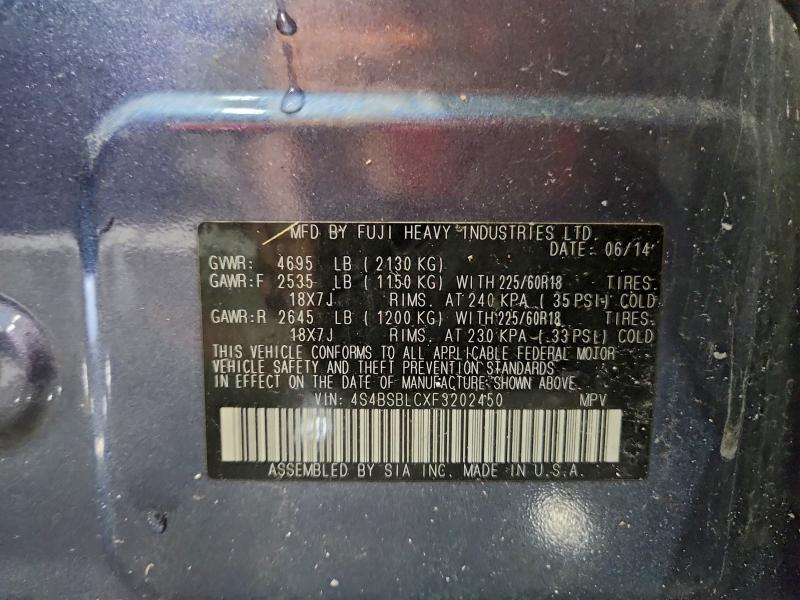 MFD BY FUJI HEAVY INDUSTRIES LTD.
DATE: 06/14
GVWR: 4695 LB (2130 KG)
GAWR:F 2535 LB (1150 KG) WITH 225/60R18 TIRES.
18X7J RIMS. AT 240 KPA (35 PSI) COLD
GAWR:R 2645 LB (1200 KG) WITH 225/60R18 TIRES.
18X7J RIMS. AT 230 KPA (33 PSI) COLD
THIS VEHICLE CONFORMS TO ALL APPLICABLE FEDERAL MOTOR
VEHICLE SAFETY AND THEFT PREVENTION STANDARDS
IN EFFECT ON THE DATE OF MANUFACTURE SHOWN ABOVE.
VIN: 4S4BSBLCXF3202450 MPV
ASSEMBLED BY SIA INC. MADE IN U.S.A.